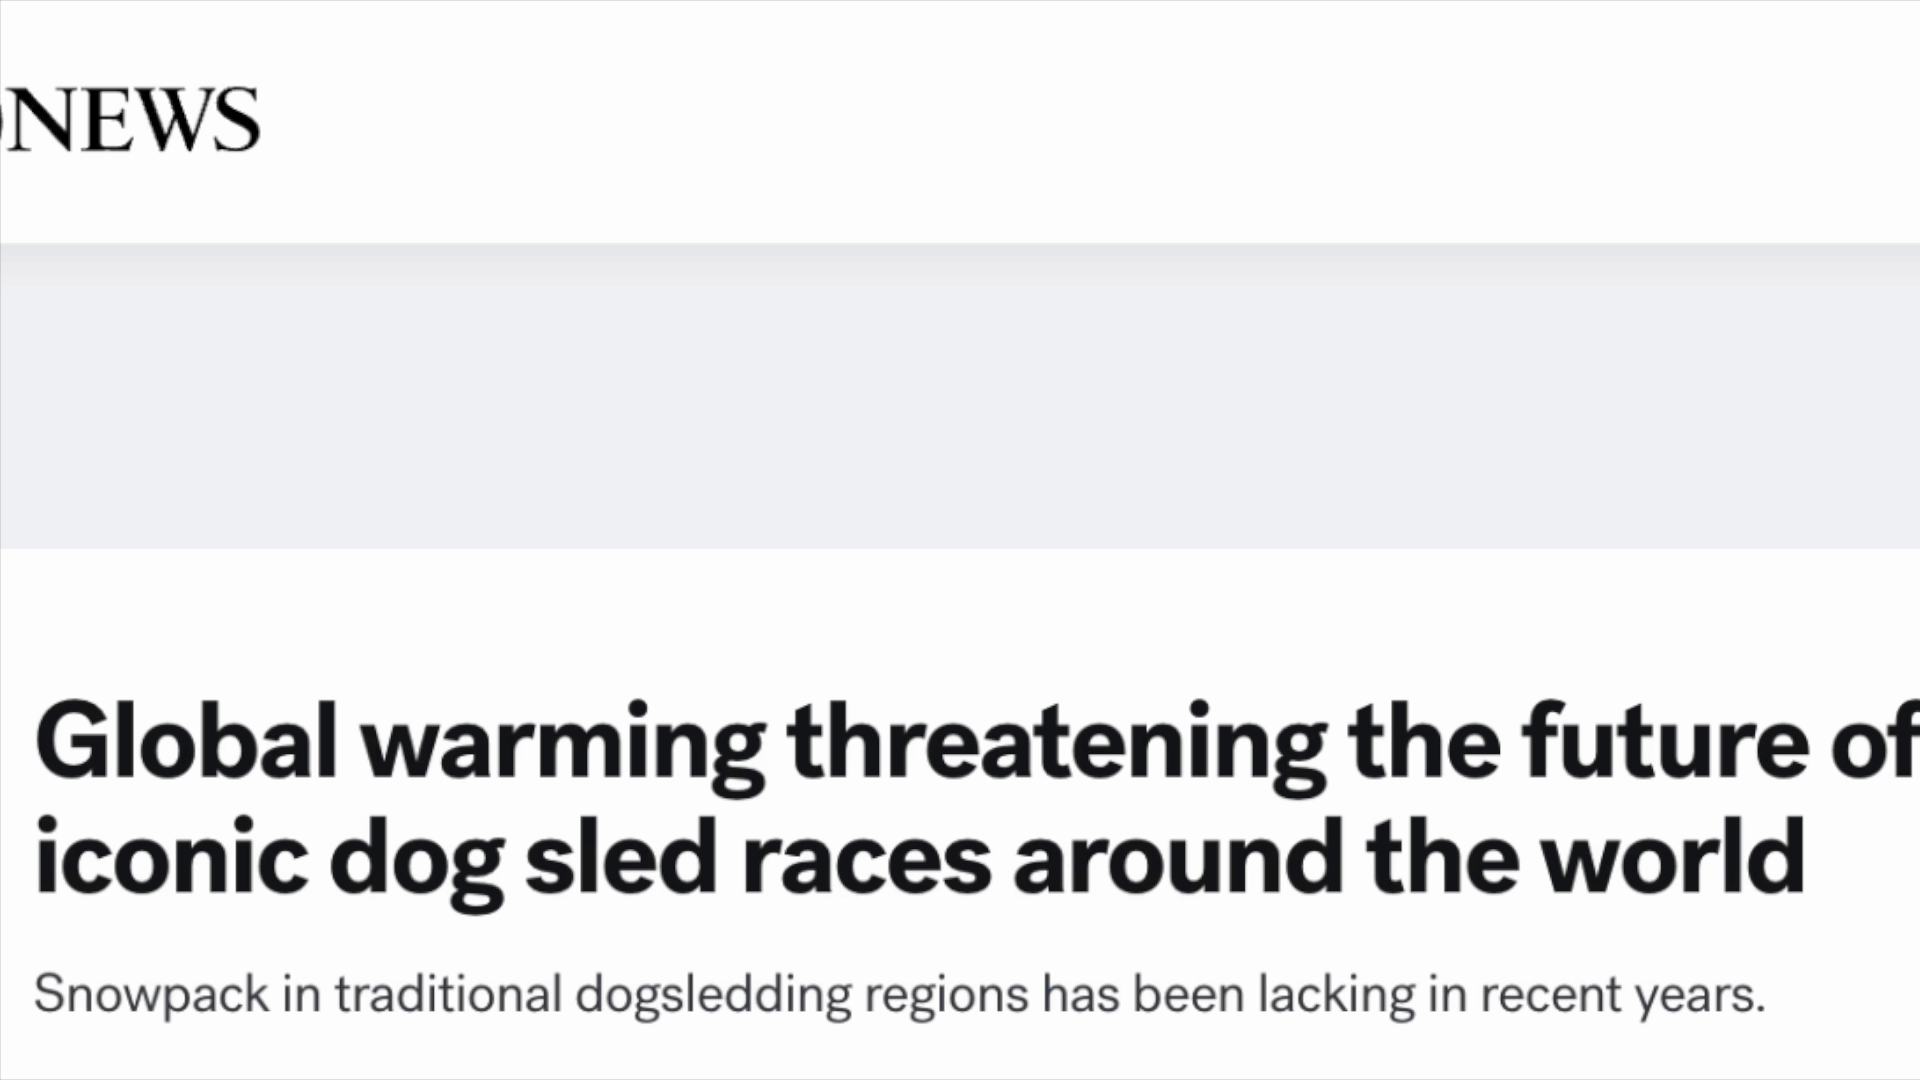 NEWS
Global warming threatening the future of
iconic dog sled races around the world
Snowpack in traditional dogsledding regions has been lacking in recent years.